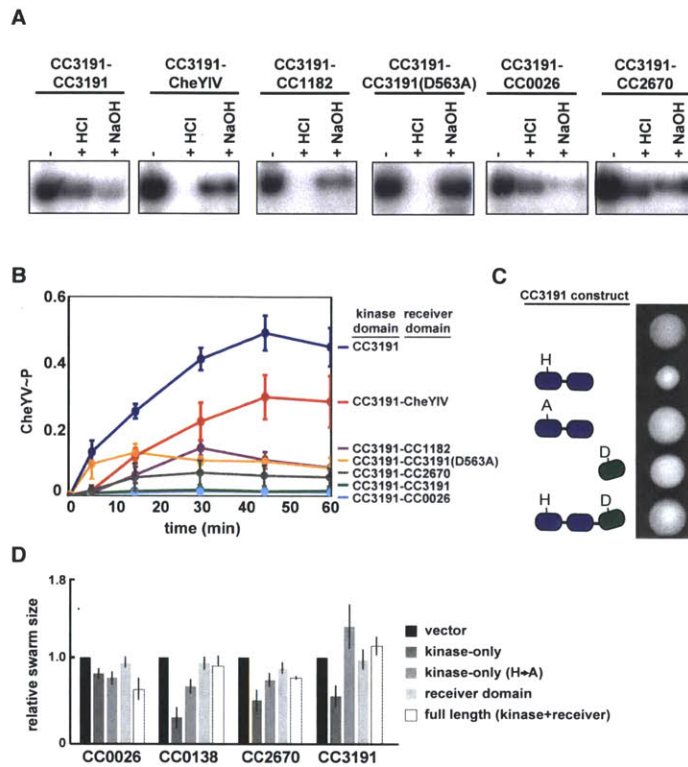 A
CC3191- CC3191- CC3191- CC3191- CC3191- CC3191-
CC3191 CheYIV CC1182 CC3191(D563A) CC0026 CC2670
- + HCl + NaOH - + HCl + NaOH - + HCl + NaOH - + HCl + NaOH - + HCl + NaOH - + HCl + NaOH
B
CheYV~P
0.6
0.4
0.2
0
0 10 20 30 40 50 60
time (min)
kinase receiver
domain domain
CC3191
CC3191-CheYIV
CC3191-CC1182
CC3191-CC3191(D563A)
CC3191-CC2670
CC3191-CC3191
CC3191-CC0026
C
CC3191 construct
H
A
D
H D
D
relative swarm size
1.8
1.0
0
CC0026 CC0138 CC2670 CC3191
vector
kinase-only
kinase-only (H➔A)
receiver domain
full length (kinase+receiver)